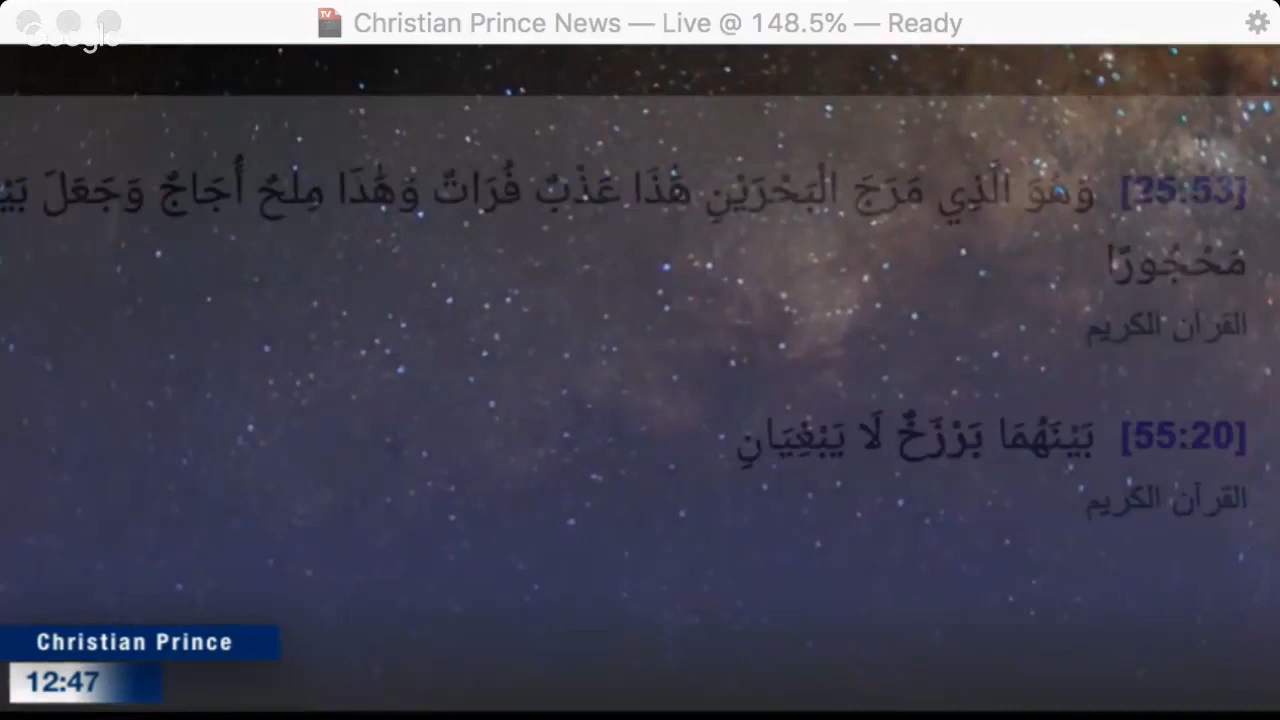 Christian Prince News — Live @ 148.5% — Ready
Google
[25:53] وَهُوَ الَّذِي مَرَجَ الْبَحْرَيْنِ هَٰذَا عَذْبٌ فُرَاتٌ وَهَٰذَا مِلْحٌ أُجَاجٌ وَجَعَلَ
مَحْجُورًا
القرآن الكريم
[55:20] بَيْنَهُمَا بَرْزَخٌ لَا يَبْغِيَانِ
القرآن الكريم
Christian Prince
12:47